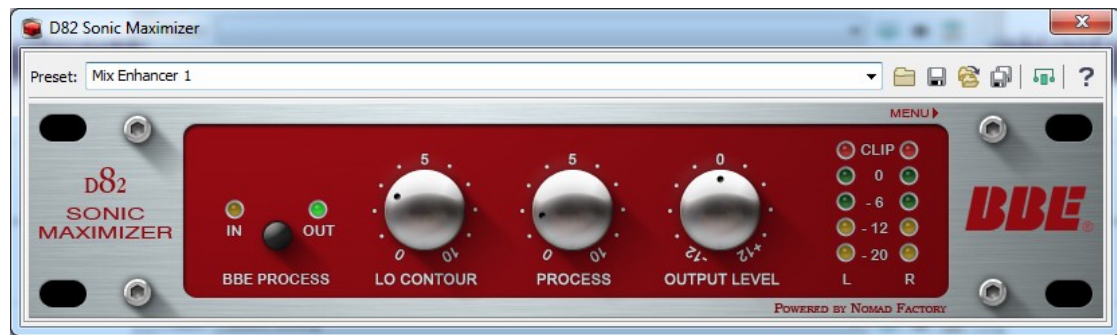 D82 Sonic Maximizer
Preset: Mix Enhancer 1
?
MENU
D82
SONIC
MAXIMIZER
IN
OUT
BBE PROCESS
5
0
10
LO CONTOUR
5
0
10
PROCESS
0
-12
+12
OUTPUT LEVEL
CLIP
0
- 6
- 12
- 20
L R
BBE®
POWERED BY NOMAD FACTORY